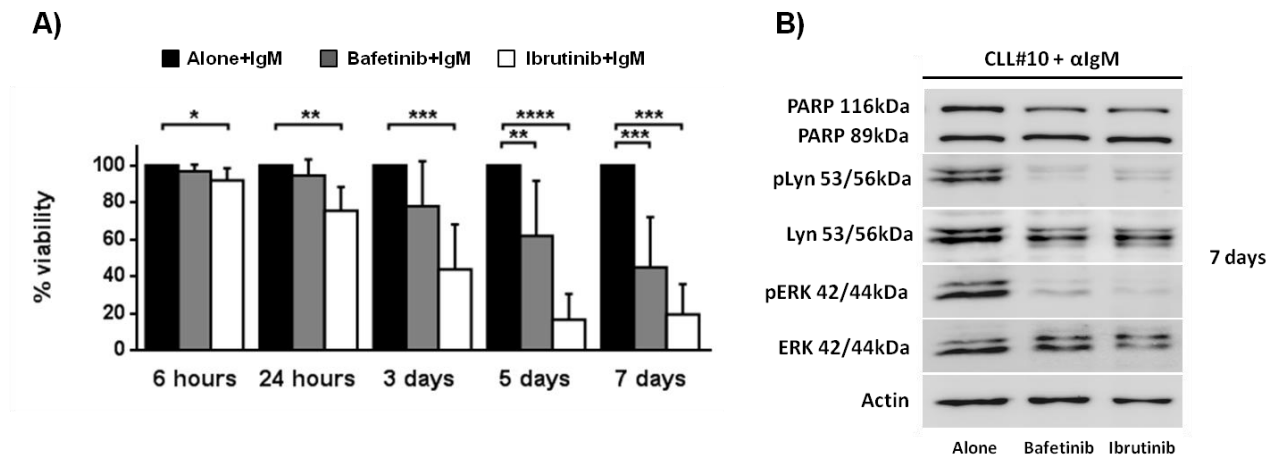 A)
Alone+IgM Bafetinib+IgM Ibrutinib+IgM
* ** *** **** ***
** ***
100
80
60
40
20
0
% viability
6 hours 24 hours 3 days 5 days 7 days
B)
CLL#10 + αIgM
PARP 116kDa
PARP 89kDa
pLyn 53/56kDa
Lyn 53/56kDa
pERK 42/44kDa
ERK 42/44kDa
Actin
Alone Bafetinib Ibrutinib
7 days